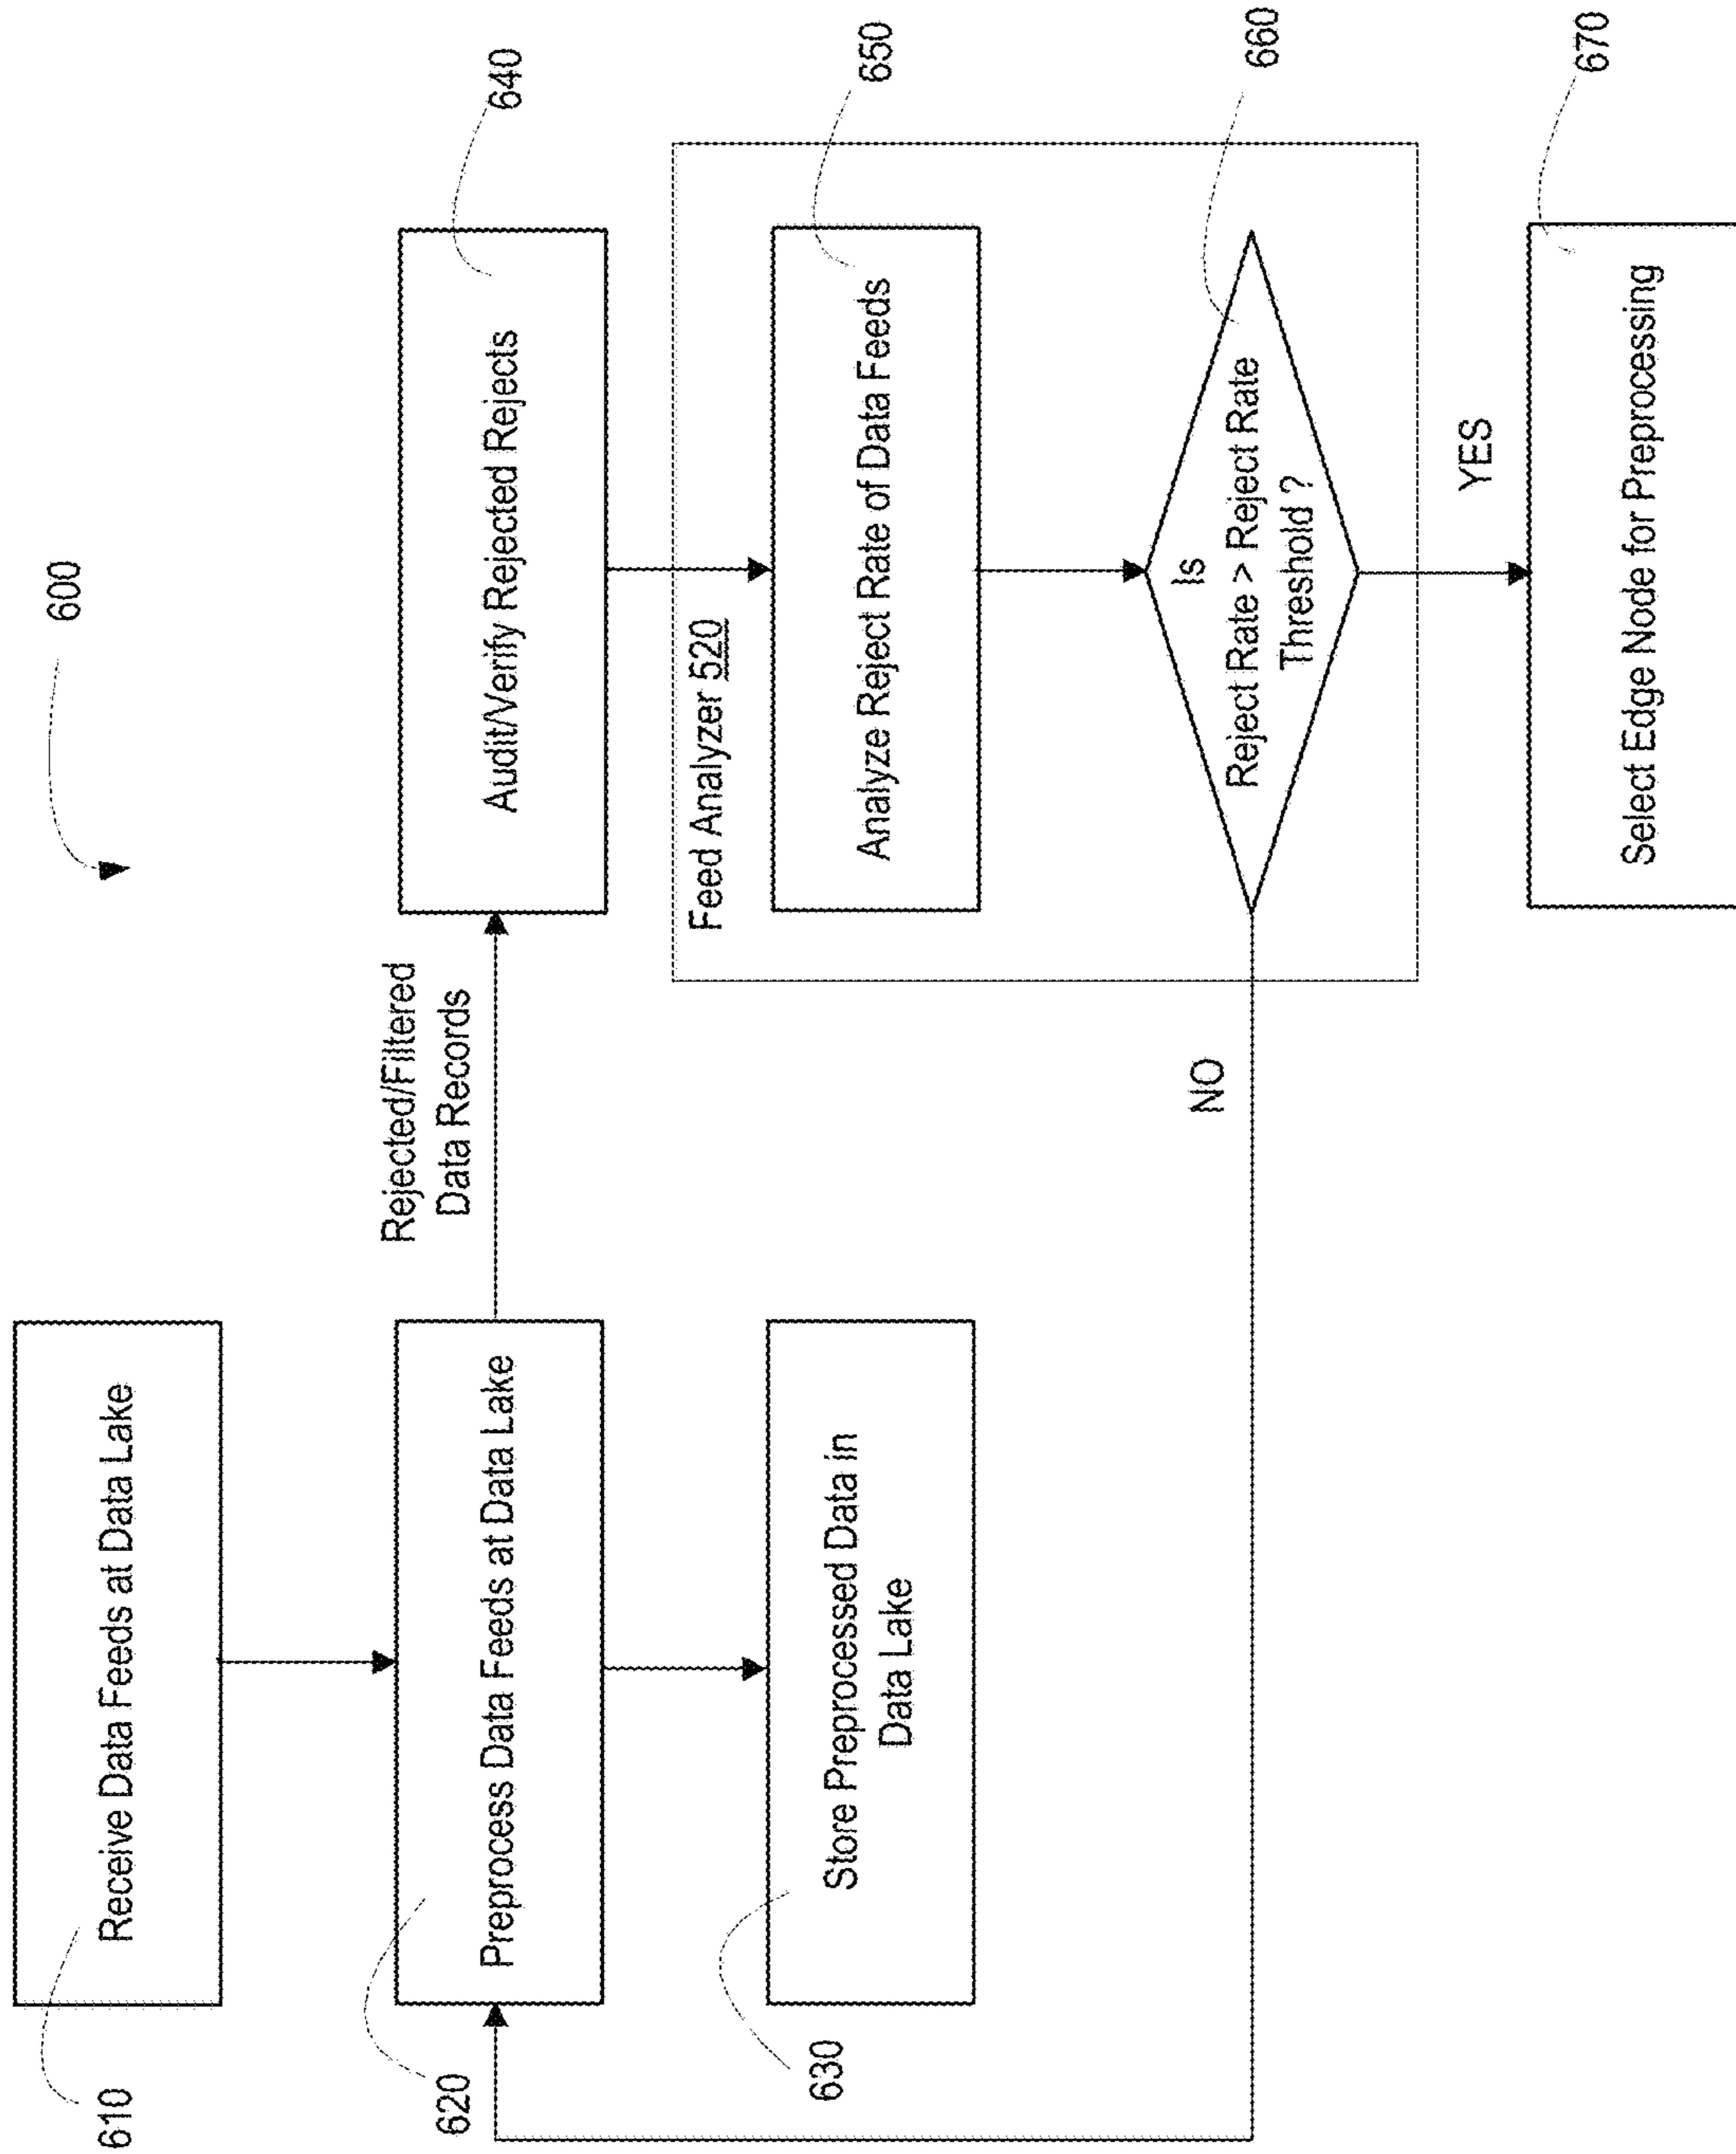 600
610
Receive Data Feeds at Data Lake
620
Preprocess Data Feeds at Data Lake
Rejected/Filtered
Data Records
Audit/Verify Rejected Rejects
640
630
Store Preprocessed Data in
Data Lake
Feed Analyzer 520
Analyze Reject Rate of Data Feeds
650
Is
Reject Rate > Reject Rate
Threshold ?
660
NO
YES
Select Edge Node for Preprocessing
670